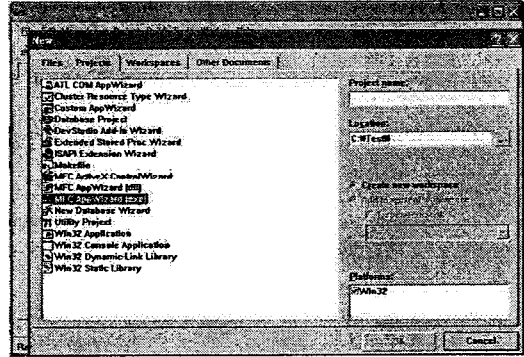 New
Files Projects Workspaces Other Documents
ATL COM AppWizard
Cluster Resource Type Wizard
Custom AppWizard
Database Project
DevStudio Add-in Wizard
Extended Stored Proc Wizard
ISAPI Extension Wizard
Makefile
MFC ActiveX ControlWizard
MFC AppWizard (dll)
MFC AppWizard (exe)
New Database Wizard
Utility Project
Win32 Application
Win32 Console Application
Win32 Dynamic-Link Library
Win32 Static Library
Project name:
Location:
Create new workspace
Platforms:
Win32
Cancel